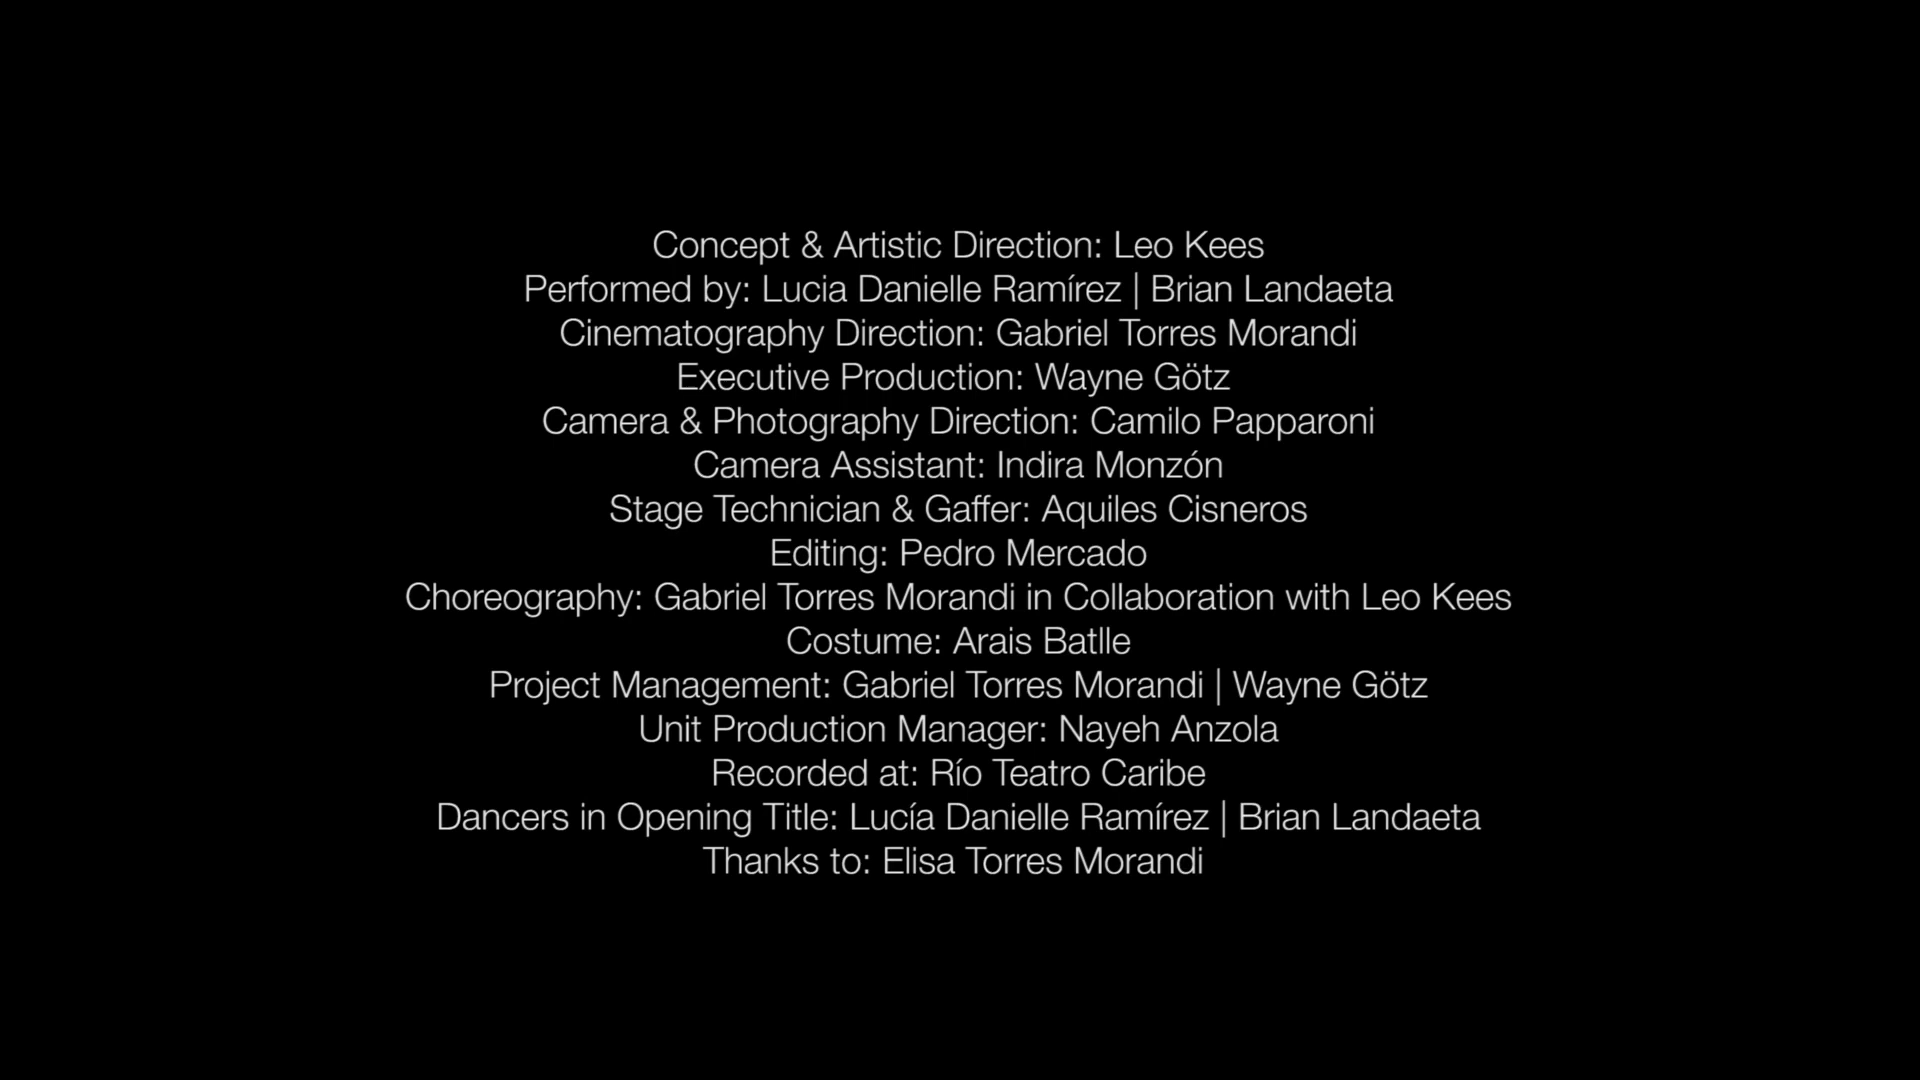 Concept & Artistic Direction: Leo Kees
Performed by: Lucia Danielle Ramírez | Brian Landaeta
Cinematography Direction: Gabriel Torres Morandi
Executive Production: Wayne Götz
Camera & Photography Direction: Camilo Papparoni
Camera Assistant: Indira Monzón
Stage Technician & Gaffer: Aquiles Cisneros
Editing: Pedro Mercado
Choreography: Gabriel Torres Morandi in Collaboration with Leo Kees
Costume: Arais Batlle
Project Management: Gabriel Torres Morandi | Wayne Götz
Unit Production Manager: Nayeh Anzola
Recorded at: Río Teatro Caribe
Dancers in Opening Title: Lucía Danielle Ramírez | Brian Landaeta
Thanks to: Elisa Torres Morandi